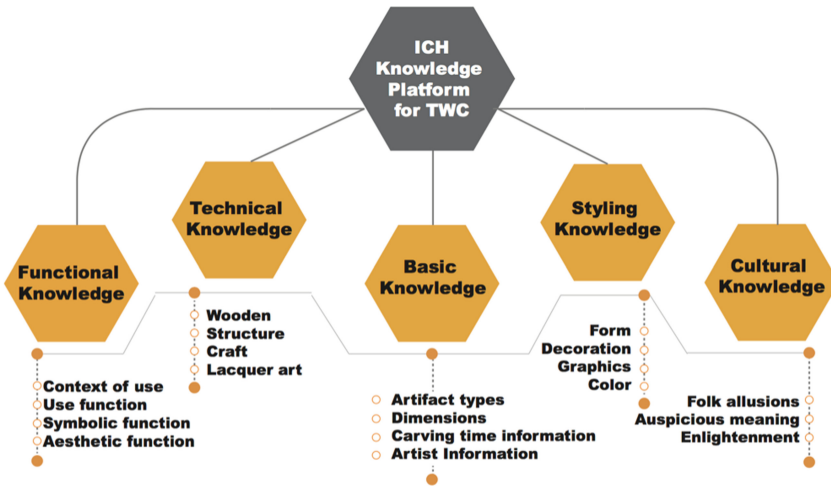 ICH
Knowledge
Platform
for TWC
Functional
Knowledge
Technical
Knowledge
Basic
Knowledge
Styling
Knowledge
Cultural
Knowledge
Context of use
Use function
Symbolic function
Aesthetic function
Wooden
Structure
Craft
Lacquer art
Artifact types
Dimensions
Carving time information
Artist Information
Form
Decoration
Graphics
Color
Folk allusions
Auspicious meaning
Enlightenment